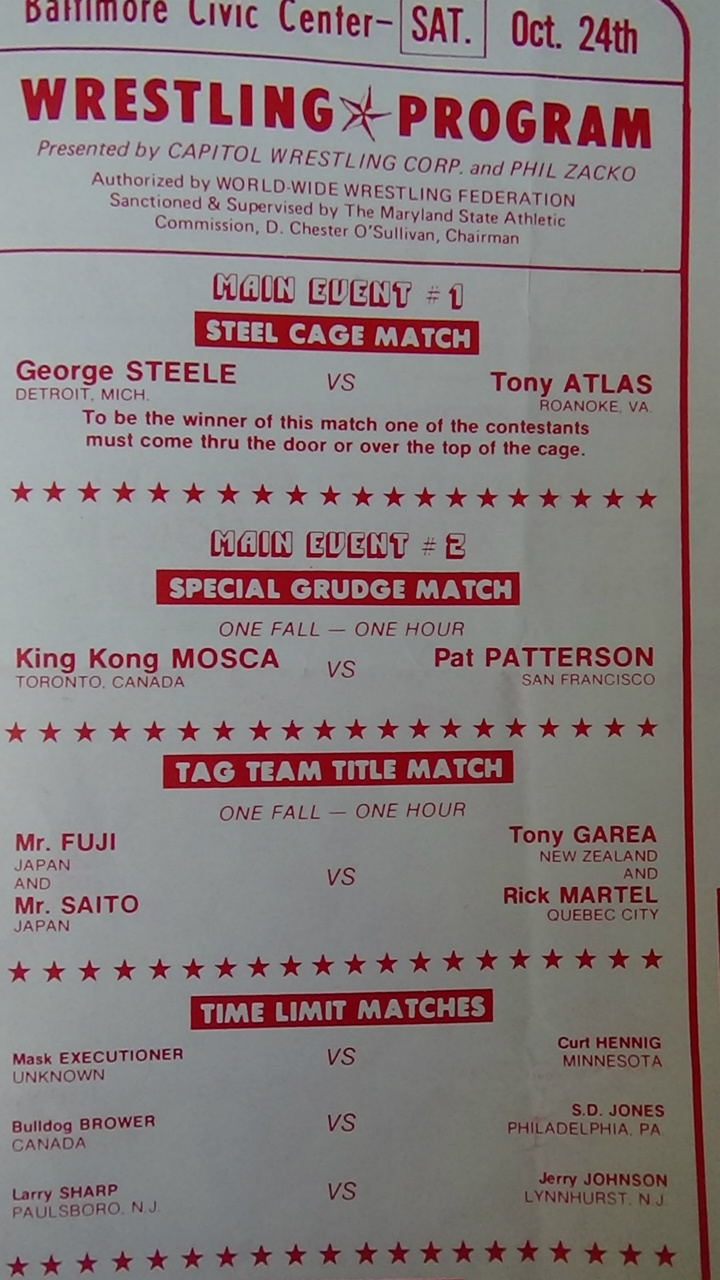 Baltimore Civic Center- SAT. Oct. 24th
WRESTLING PROGRAM
Presented by CAPITOL WRESTLING CORP. and PHIL ZACKO
Authorized by WORLD-WIDE WRESTLING FEDERATION
Sanctioned & Supervised by The Maryland State Athletic
Commission, D. Chester O'Sullivan, Chairman
MAIN EVENT #1
STEEL CAGE MATCH
George STEELE VS Tony ATLAS
DETROIT, MICH. ROANOKE, VA.
To be the winner of this match one of the contestants
must come thru the door or over the top of the cage.
MAIN EVENT #2
SPECIAL GRUDGE MATCH
ONE FALL — ONE HOUR
King Kong MOSCA VS Pat PATTERSON
TORONTO, CANADA SAN FRANCISCO
TAG TEAM TITLE MATCH
ONE FALL — ONE HOUR
Mr. FUJI Tony GAREA
JAPAN NEW ZEALAND
AND VS AND
Mr. SAITO Rick MARTEL
JAPAN QUEBEC CITY
TIME LIMIT MATCHES
Mask EXECUTIONER VS Curt HENNIG
UNKNOWN MINNESOTA
Bulldog BROWER VS S.D. JONES
CANADA PHILADELPHIA, PA.
Larry SHARP VS Jerry JOHNSON
PAULSBORO, N.J. LYNNHURST, N.J.